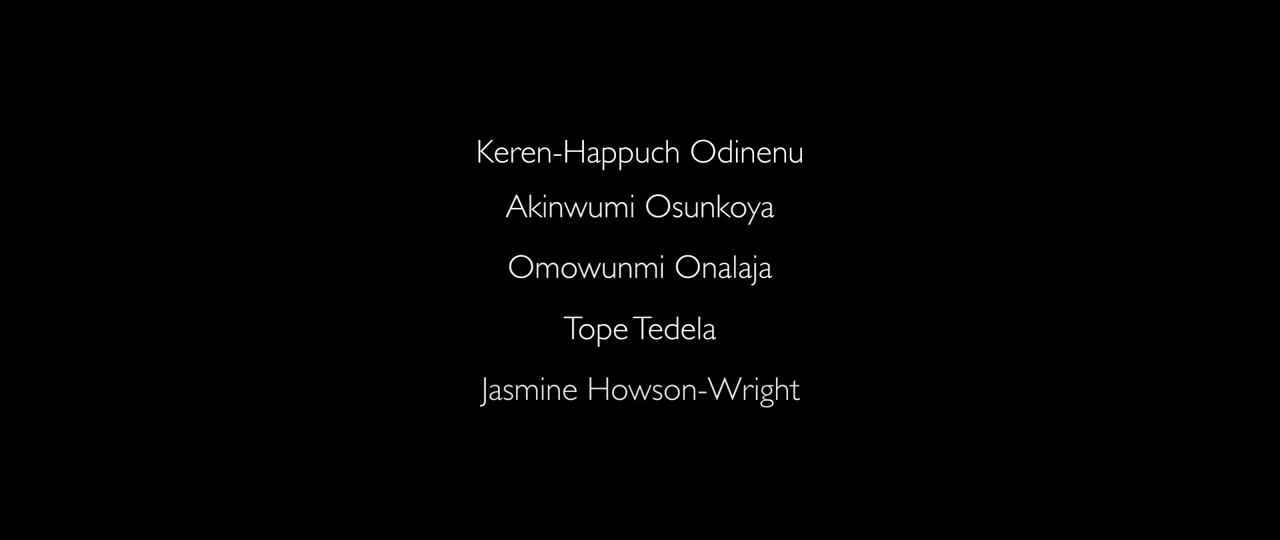 Keren-Happuch Odinenu
Akinwumi Osunkoya
Omowunmi Onalaja
Tope Tedela
Jasmine Howson-Wright